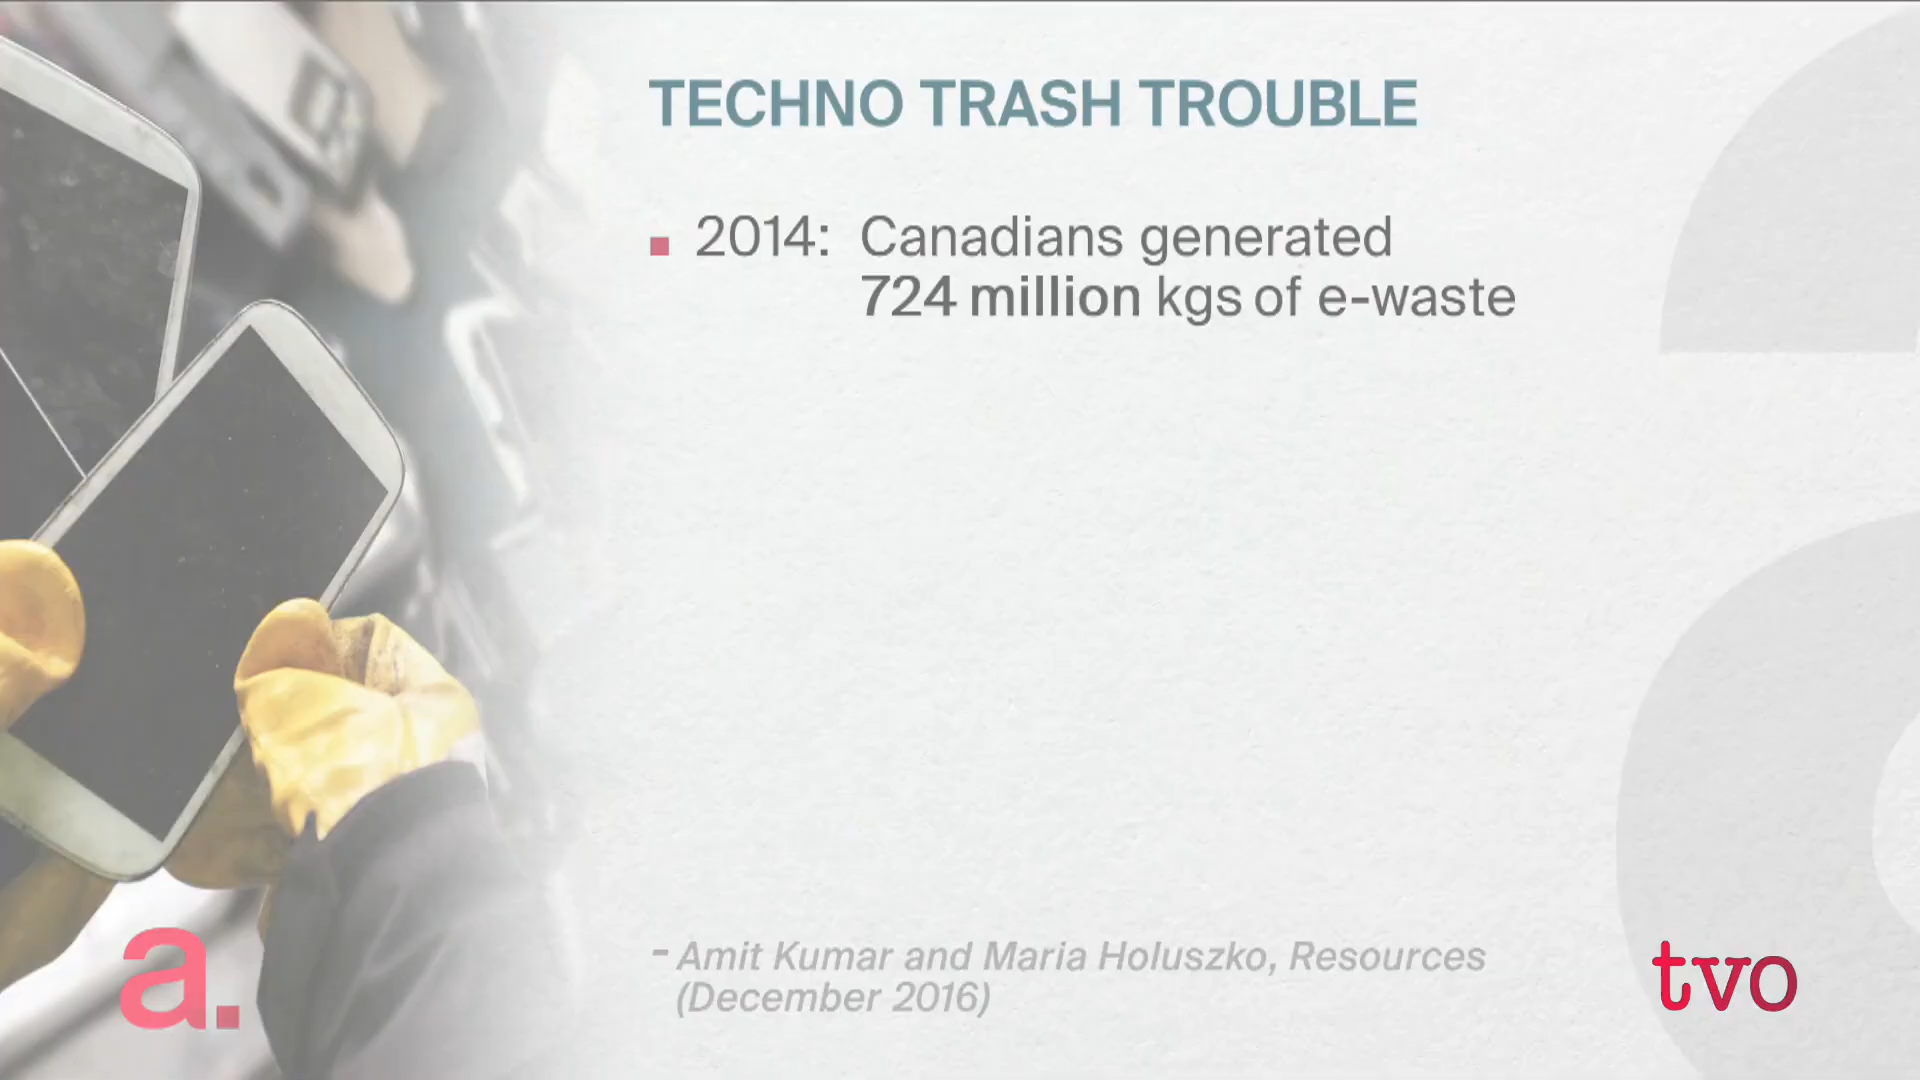 TECHNO TRASH TROUBLE
2014: Canadians generated
724 million kgs of e-waste
- Amit Kumar and Maria Holuszko, Resources
(December 2016)
a.
tvo